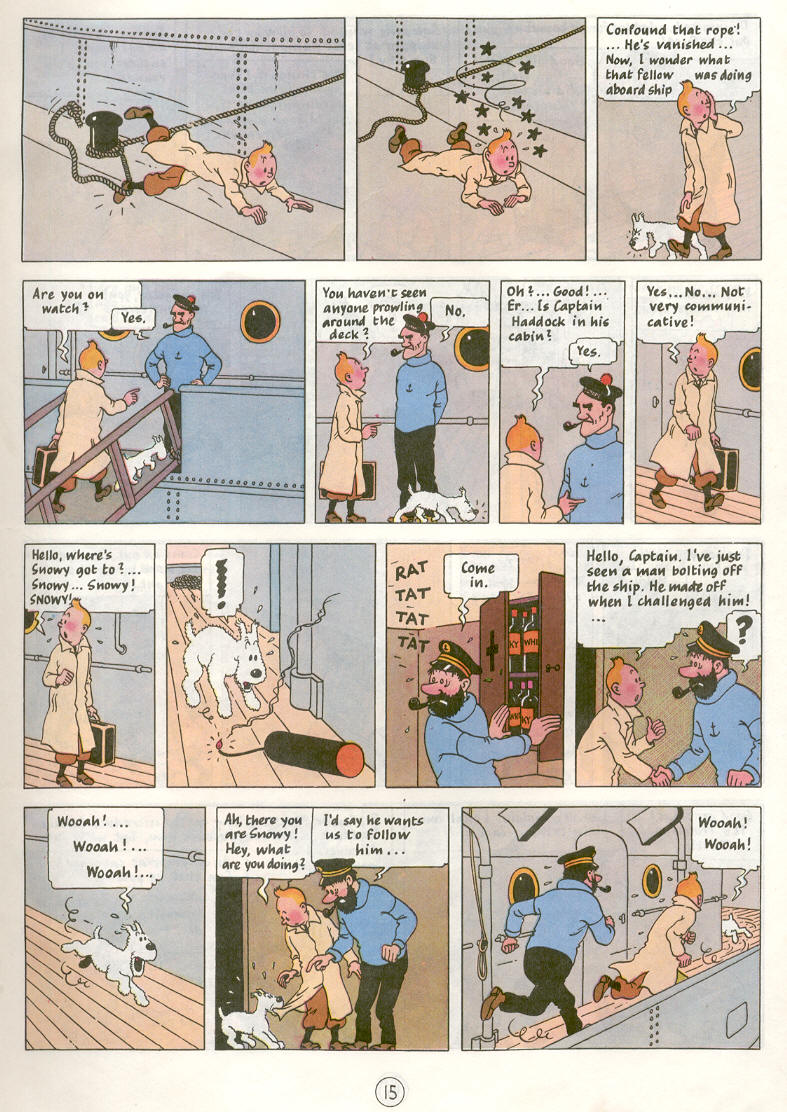 Confound that rope!
... He's vanished...
Now, I wonder what
that fellow was doing
aboard ship
Are you on
watch?
Yes.
You haven't seen
anyone prowling
around the
deck?
No.
Oh?... Good!...
Er... Is Captain
Haddock in his
cabin?
Yes.
Yes... No... Not
very communi-
cative!
Hello, where's
Snowy got to?...
Snowy... Snowy!
SNOWY!
RAT
TAT
TAT
TAT
Come
in.
KY
WHI
WH
KY
Hello, Captain. I've just
seen a man bolting off
the ship. He made off
when I challenged him!
...
?
Wooah!...
Wooah!...
Wooah!...
Ah, there you
are Snowy!
Hey, what
are you doing?
I'd say he wants
us to follow
him...
Wooah!
Wooah!
15